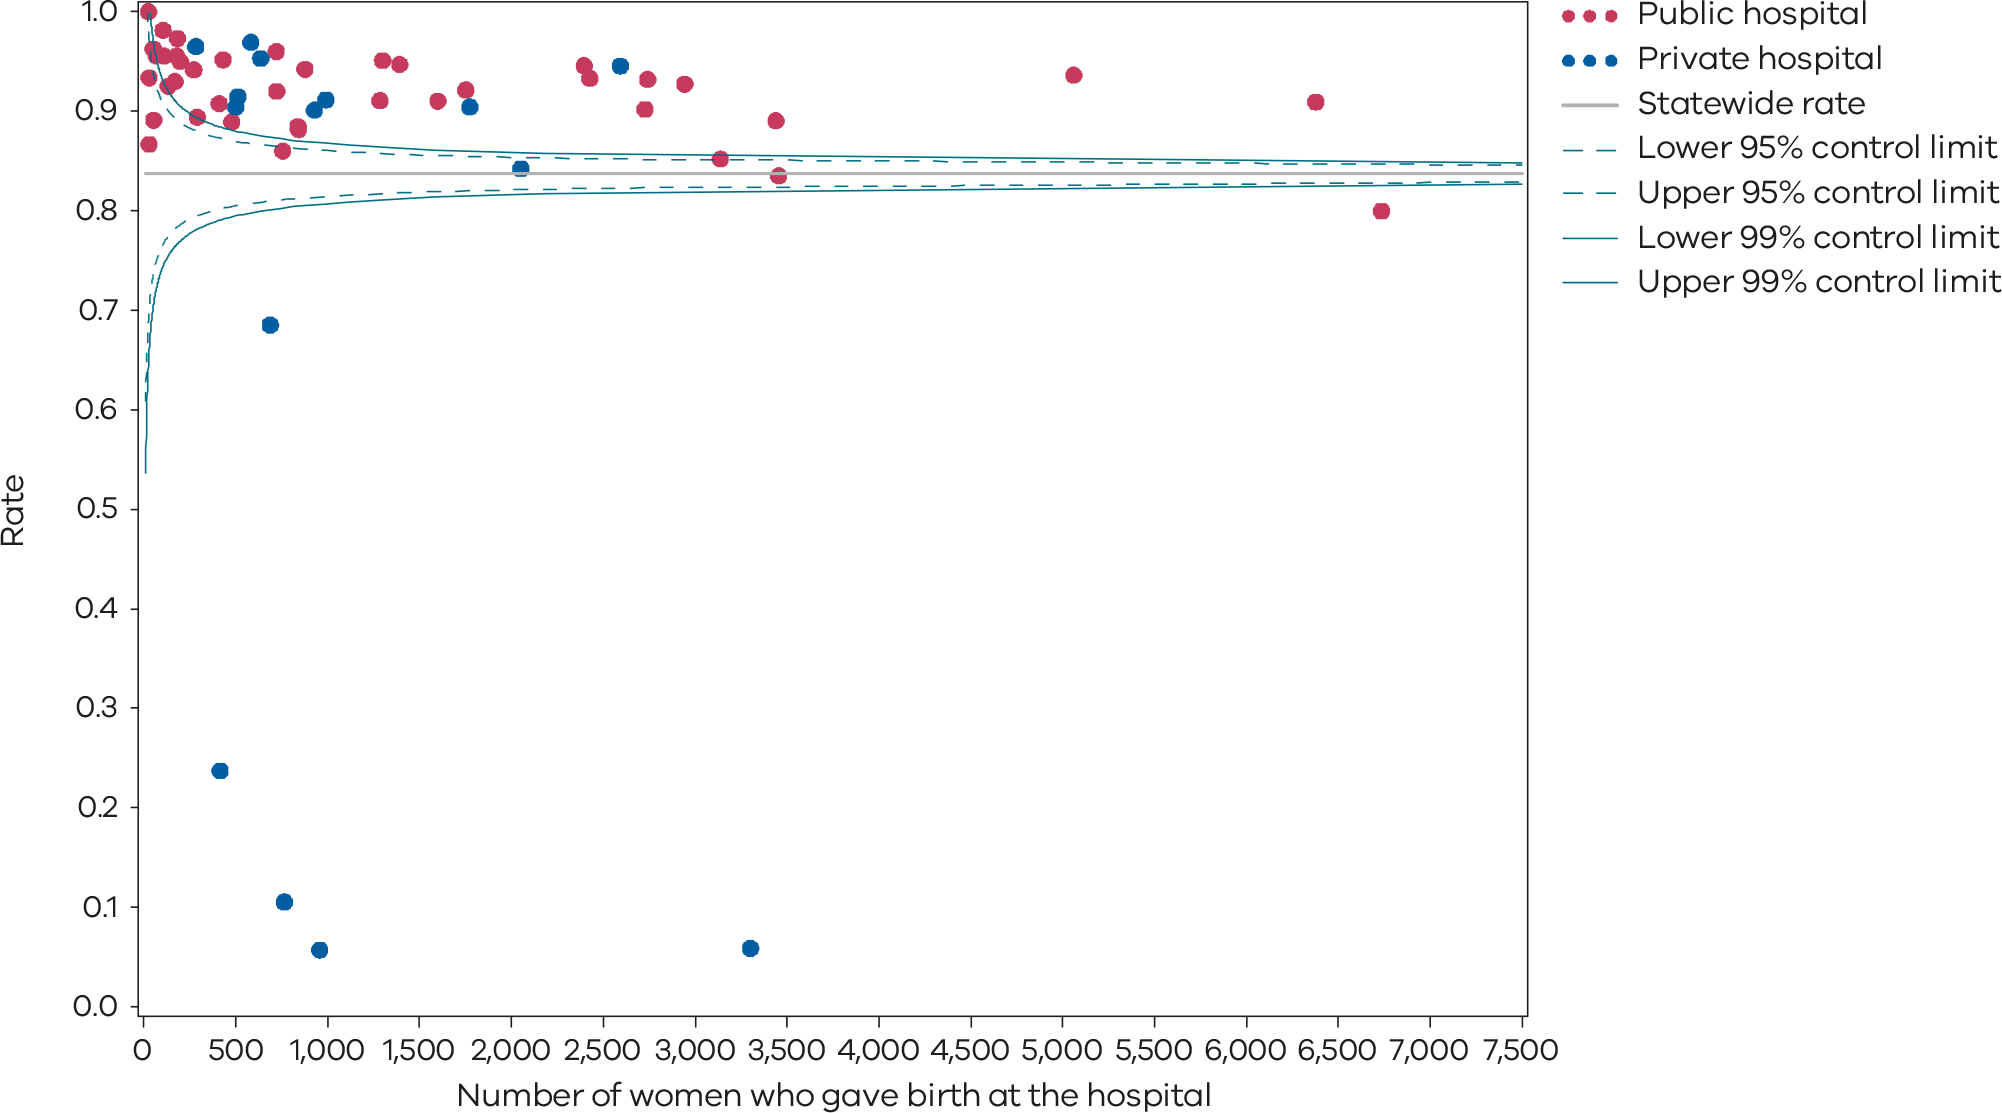 1.0
0.9
0.8
0.7
0.6
0.5
0.4
0.3
0.2
0.1
0.0
Rate
0 500 1,000 1,500 2,000 2,500 3,000 3,500 4,000 4,500 5,000 5,500 6,000 6,500 7,000 7,500
Number of women who gave birth at the hospital
Public hospital
Private hospital
Statewide rate
Lower 95% control limit
Upper 95% control limit
Lower 99% control limit
Upper 99% control limit